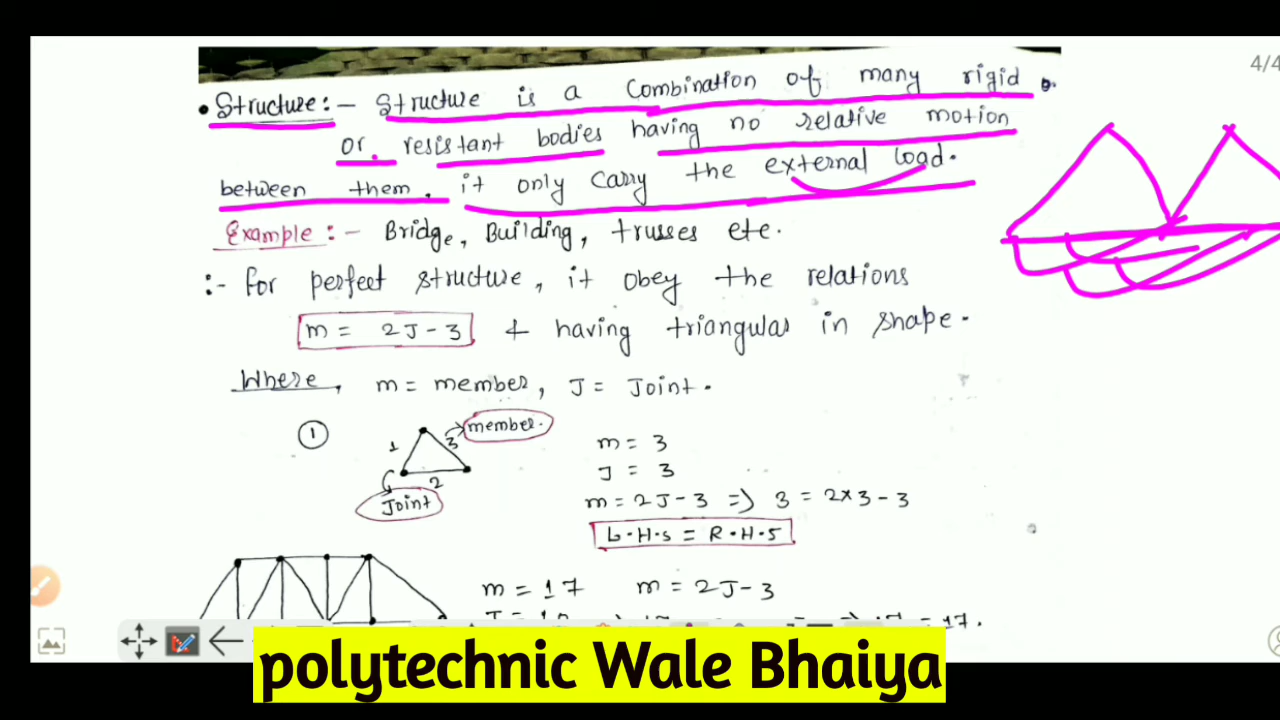 4/4
• Structure:- Structure is a Combination of many rigid
or resistant bodies having no relative motion
between them. it only carry the external load.
Example:- Bridge, Building, trusses etc.
:- for perfect structure, it obey the relations
m = 2J-3 & having triangular in shape.
Where, m = member, J = Joint.
1
1 3 member.
2
Joint
m = 3
J = 3
m = 2J-3 => 3 = 2x3-3
L.H.S = R.H.S
m = 17 m = 2J-3
= 17.
polytechnic Wale Bhaiya